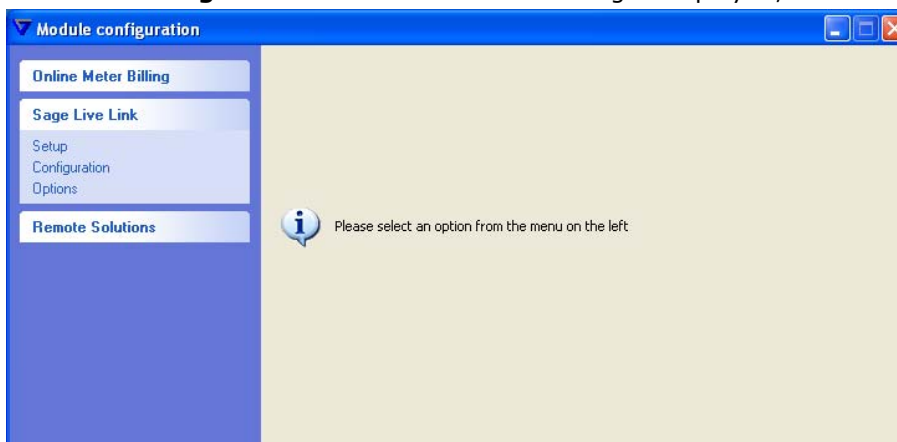 Module configuration
Online Meter Billing
Sage Live Link
Setup
Configuration
Options
Please select an option from the menu on the left
Remote Solutions